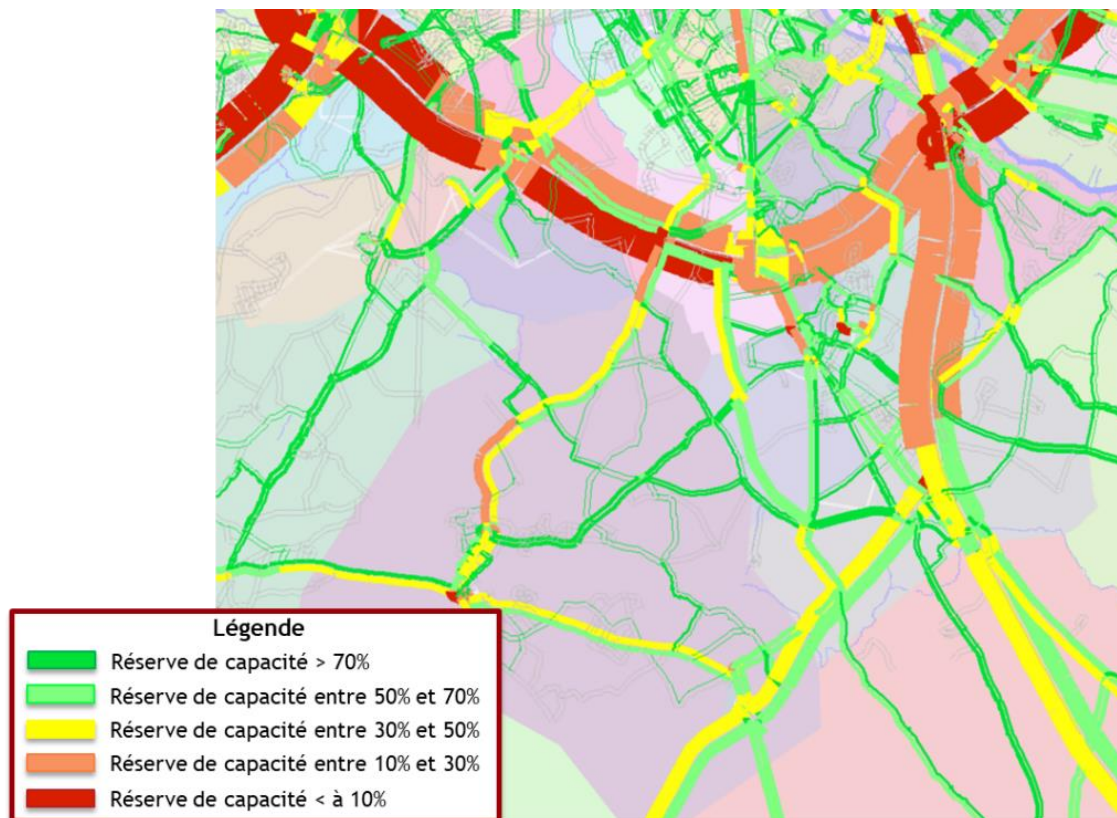 Légende
Réserve de capacité > 70%
Réserve de capacité entre 50% et 70%
Réserve de capacité entre 30% et 50%
Réserve de capacité entre 10% et 30%
Réserve de capacité < à 10%